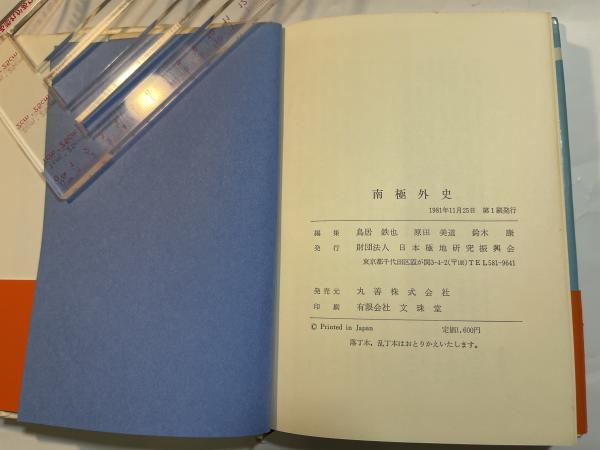 南極外史
1981年11月25日 第1刷発行
編集 鳥居鉄也 原田美道 鈴木康
発行 財団法人 日本極地研究振興会
東京都千代田区霞が関3-4-2(〒100)TEL581-9641
発売元 丸善株式会社
印刷 有限会社文珠堂
© Printed in Japan 定価1,600円
落丁本,乱丁本はおとりかえいたします。